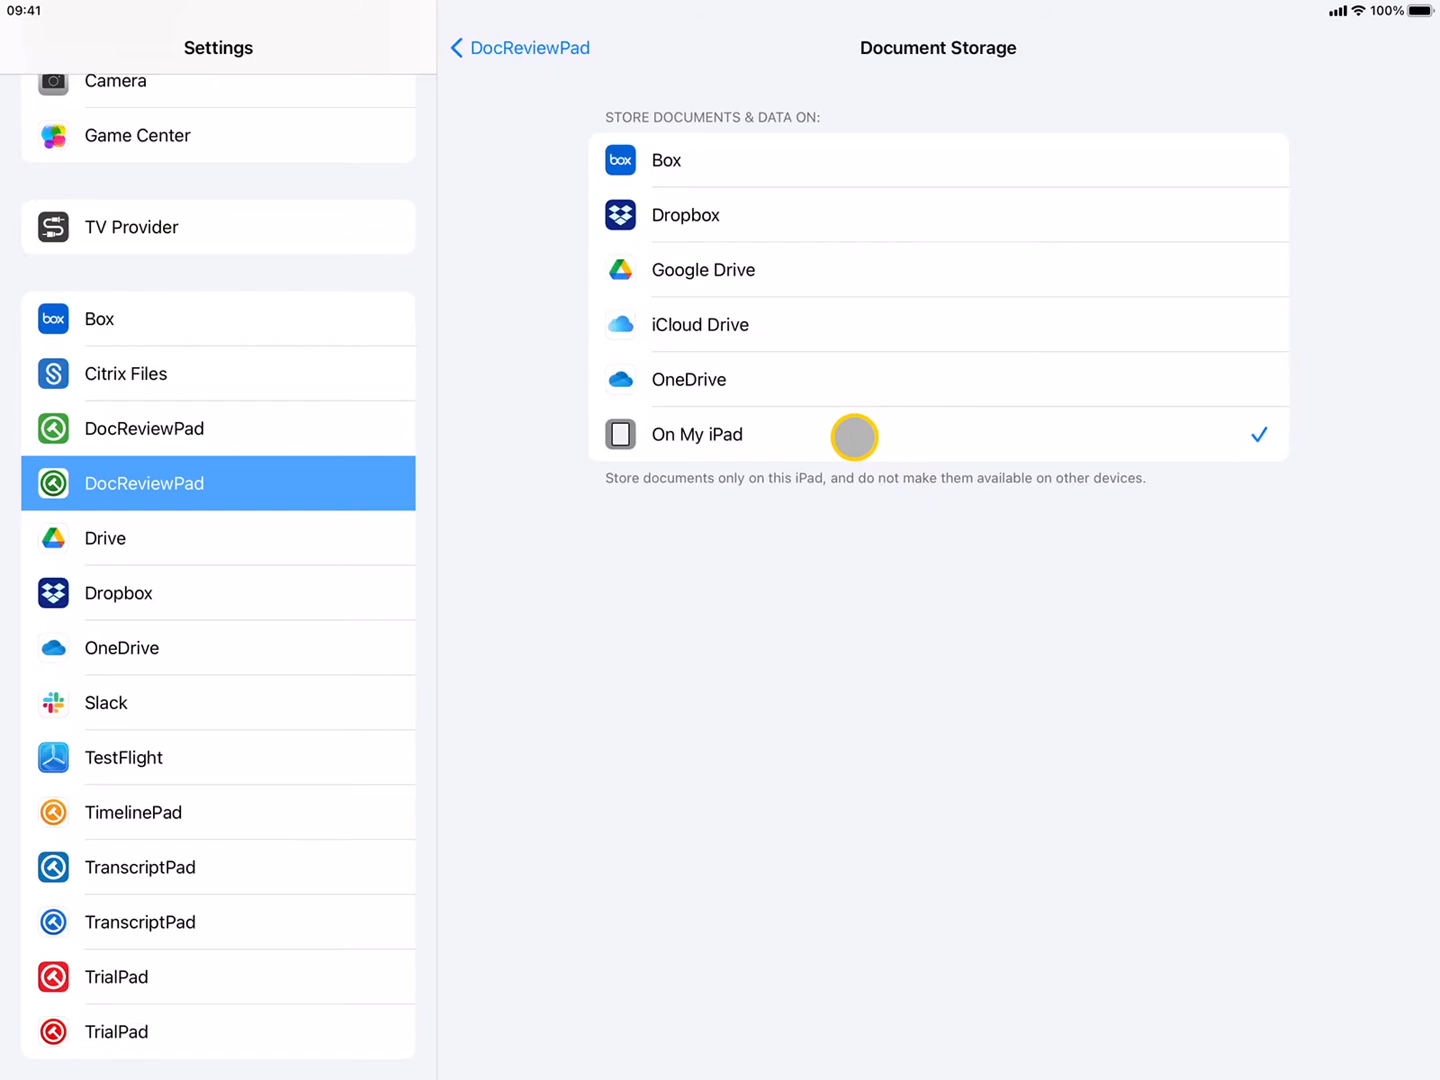 09:41
100%
Settings
Camera
Game Center
TV Provider
box Box
Citrix Files
DocReviewPad
DocReviewPad
Drive
Dropbox
OneDrive
Slack
TestFlight
TimelinePad
TranscriptPad
TranscriptPad
TrialPad
TrialPad
DocReviewPad
Document Storage
STORE DOCUMENTS & DATA ON:
box Box
Dropbox
Google Drive
iCloud Drive
OneDrive
On My iPad
Store documents only on this iPad, and do not make them available on other devices.